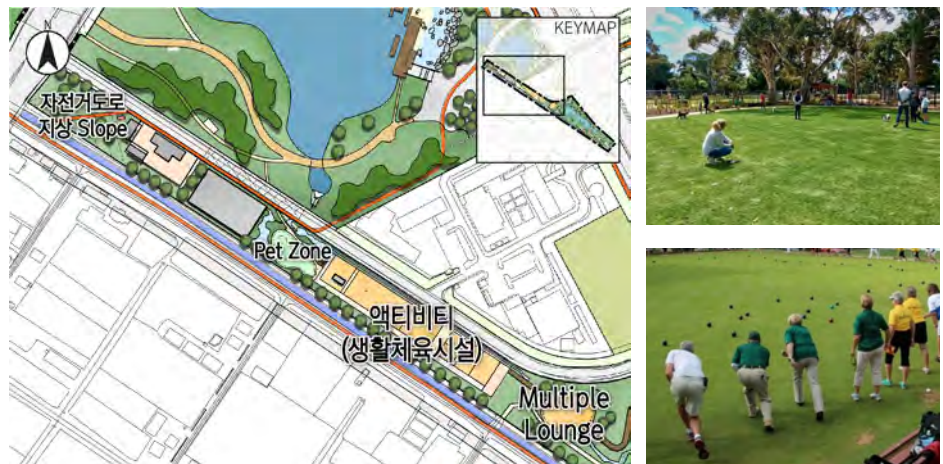 N
KEYMAP
자전거도로
지상 Slope
Pet Zone
액티비티
(생활체육시설)
Multiple
Lounge